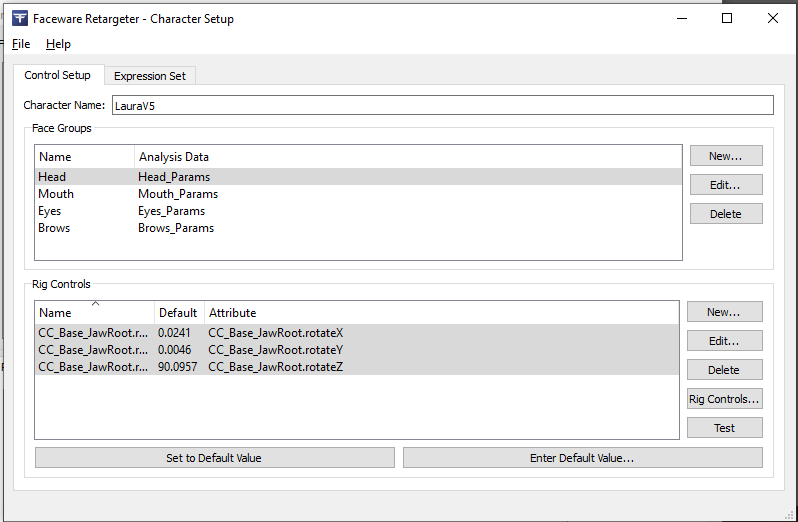 Faceware Retargeter - Character Setup
File Help
Control Setup Expression Set
Character Name: LauraV5
Face Groups
Name Analysis Data
Head Head_Params
Mouth Mouth_Params
Eyes Eyes_Params
Brows Brows_Params
New...
Edit...
Delete
Rig Controls
Name Default Attribute
CC_Base_JawRoot.r... 0.0241 CC_Base_JawRoot.rotateX
CC_Base_JawRoot.r... 0.0046 CC_Base_JawRoot.rotateY
CC_Base_JawRoot.r... 90.0957 CC_Base_JawRoot.rotateZ
New...
Edit...
Delete
Rig Controls...
Test
Set to Default Value Enter Default Value...